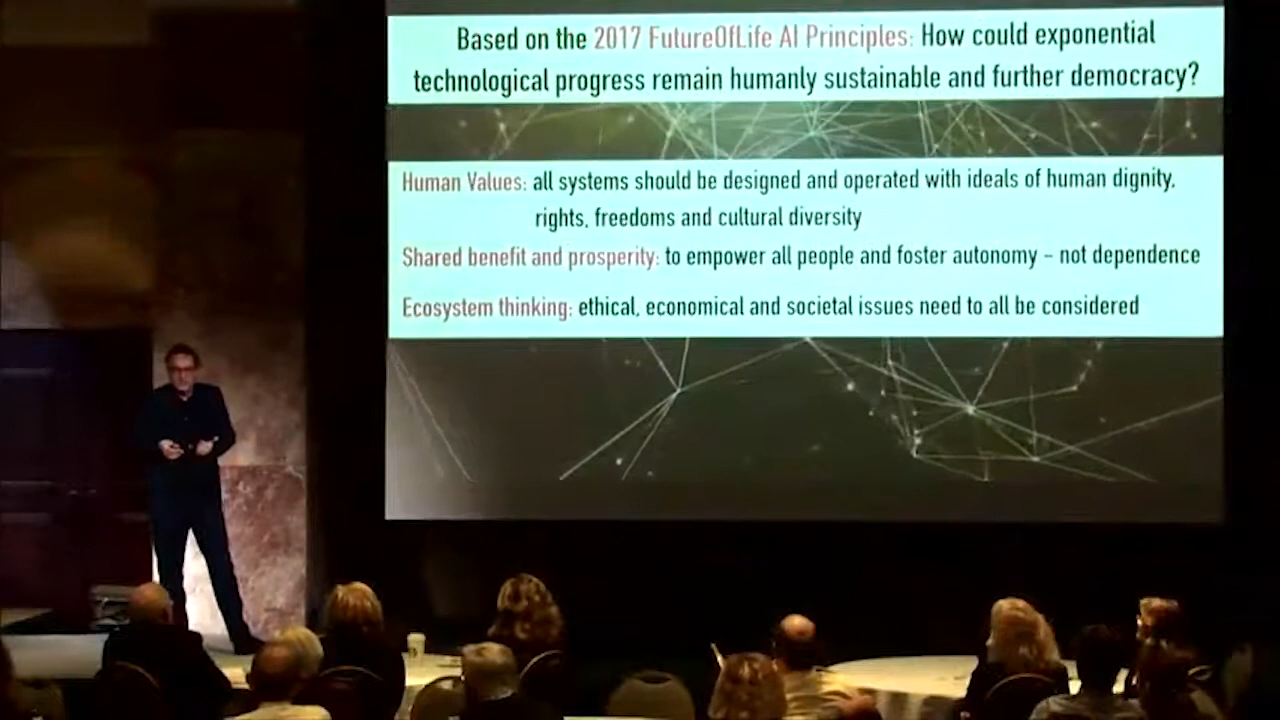 Based on the 2017 FutureOfLife AI Principles: How could exponential
technological progress remain humanly sustainable and further democracy?
Human Values: all systems should be designed and operated with ideals of human dignity,
rights, freedoms and cultural diversity
Shared benefit and prosperity: to empower all people and foster autonomy – not dependence
Ecosystem thinking: ethical, economical and societal issues need to all be considered